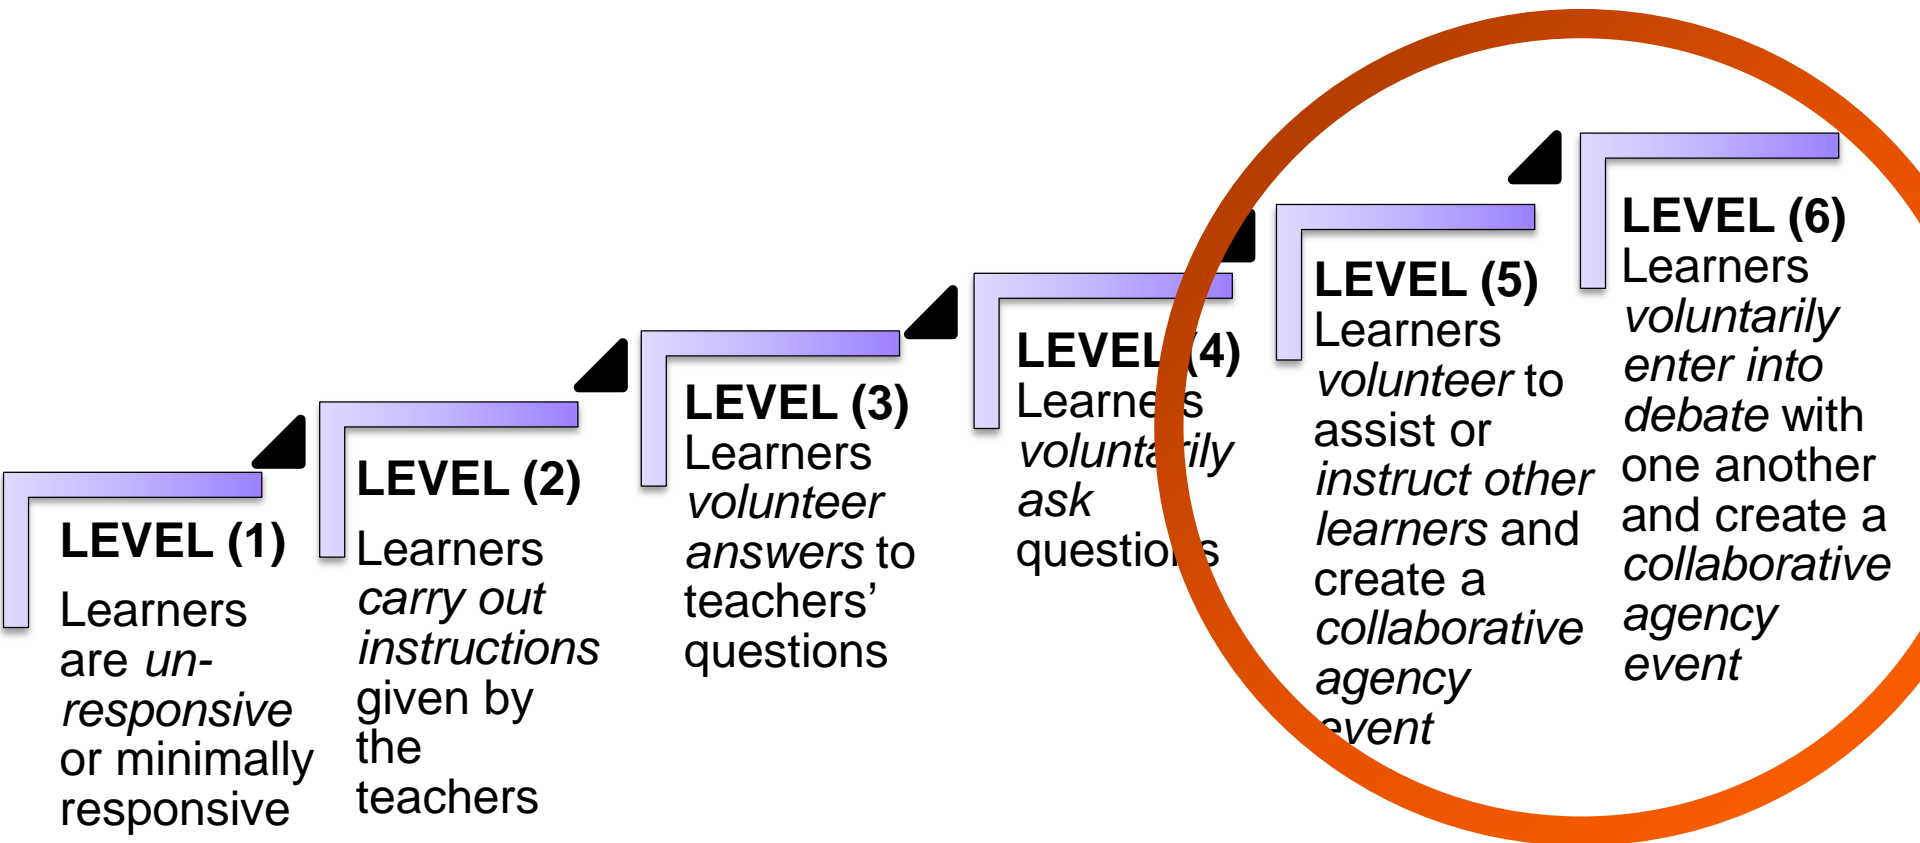 LEVEL (1)
Learners
are un-
responsive
or minimally
responsive
LEVEL (2)
Learners
carry out
instructions
given by
the
teachers
LEVEL (3)
Learners
volunteer
answers to
teachers’
questions
LEVEL (4)
Learners
voluntarily
ask
questions
LEVEL (5)
Learners
volunteer to
assist or
instruct other
learners and
create a
collaborative
agency
event
LEVEL (6)
Learners
voluntarily
enter into
debate with
one another
and create a
collaborative
agency
event